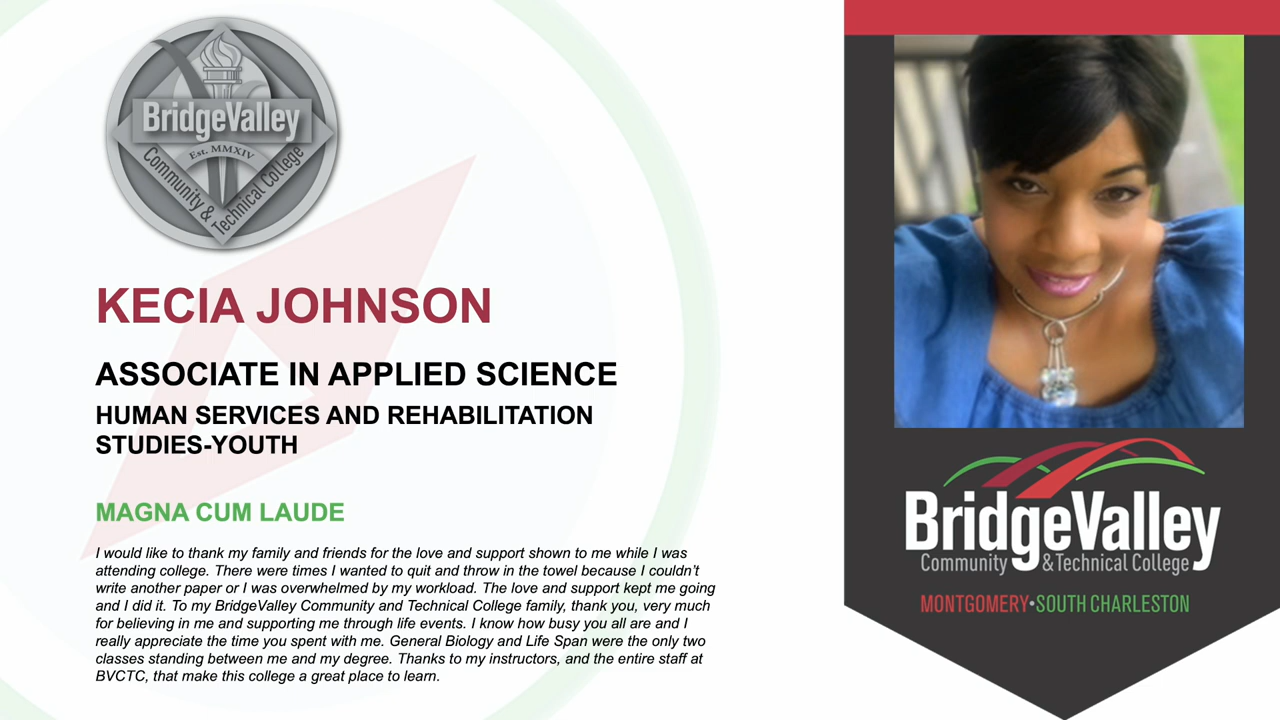 BridgeValley
Est. MMXIV
Community & Technical College
KECIA JOHNSON
ASSOCIATE IN APPLIED SCIENCE
HUMAN SERVICES AND REHABILITATION
STUDIES-YOUTH
MAGNA CUM LAUDE
I would like to thank my family and friends for the love and support shown to me while I was
attending college. There were times I wanted to quit and throw in the towel because I couldn't
write another paper or I was overwhelmed by my workload. The love and support kept me going
and I did it. To my BridgeValley Community and Technical College family, thank you, very much
for believing in me and supporting me through life events. I know how busy you all are and I
really appreciate the time you spent with me. General Biology and Life Span were the only two
classes standing between me and my degree. Thanks to my instructors, and the entire staff at
BVCTC, that make this college a great place to learn.
BridgeValley
Community & Technical College
MONTGOMERY•SOUTH CHARLESTON